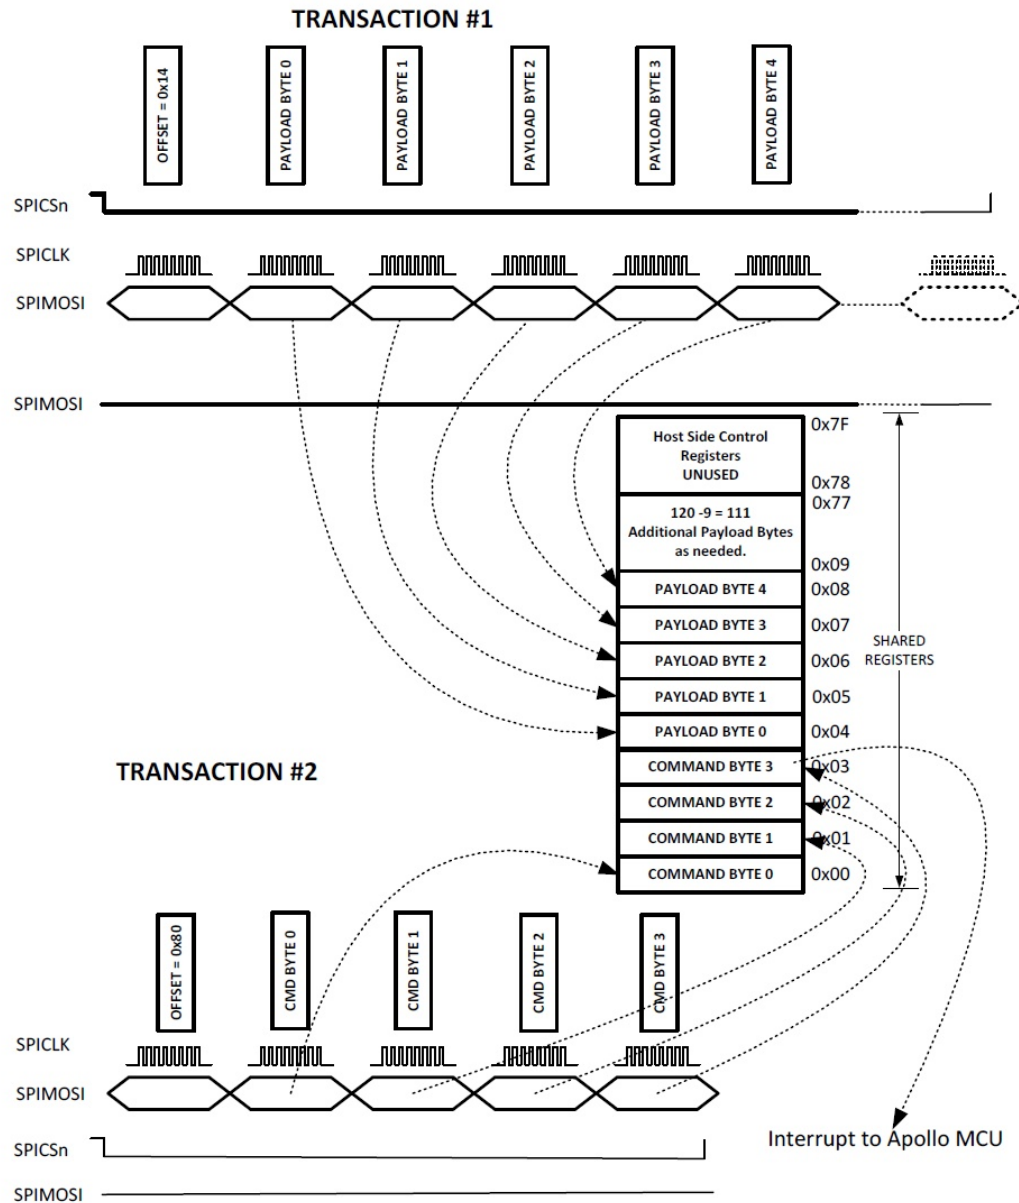 TRANSACTION #1
OFFSET = 0x14
PAYLOAD BYTE 0
PAYLOAD BYTE 1
PAYLOAD BYTE 2
PAYLOAD BYTE 3
PAYLOAD BYTE 4
SPICSn
SPICLK
SPIMOSI
SPIMOSI
Host Side Control
Registers
UNUSED
0x7F
0x78
120 -9 = 111
Additional Payload Bytes
as needed.
0x77
0x09
PAYLOAD BYTE 4
0x08
PAYLOAD BYTE 3
0x07
PAYLOAD BYTE 2
0x06
PAYLOAD BYTE 1
0x05
PAYLOAD BYTE 0
0x04
COMMAND BYTE 3
0x03
COMMAND BYTE 2
0x02
COMMAND BYTE 1
0x01
COMMAND BYTE 0
0x00
SHARED
REGISTERS
TRANSACTION #2
OFFSET = 0x80
CMD BYTE 0
CMD BYTE 1
CMD BYTE 2
CMD BYTE 3
SPICLK
SPIMOSI
SPICSn
SPIMOSI
Interrupt to Apollo MCU